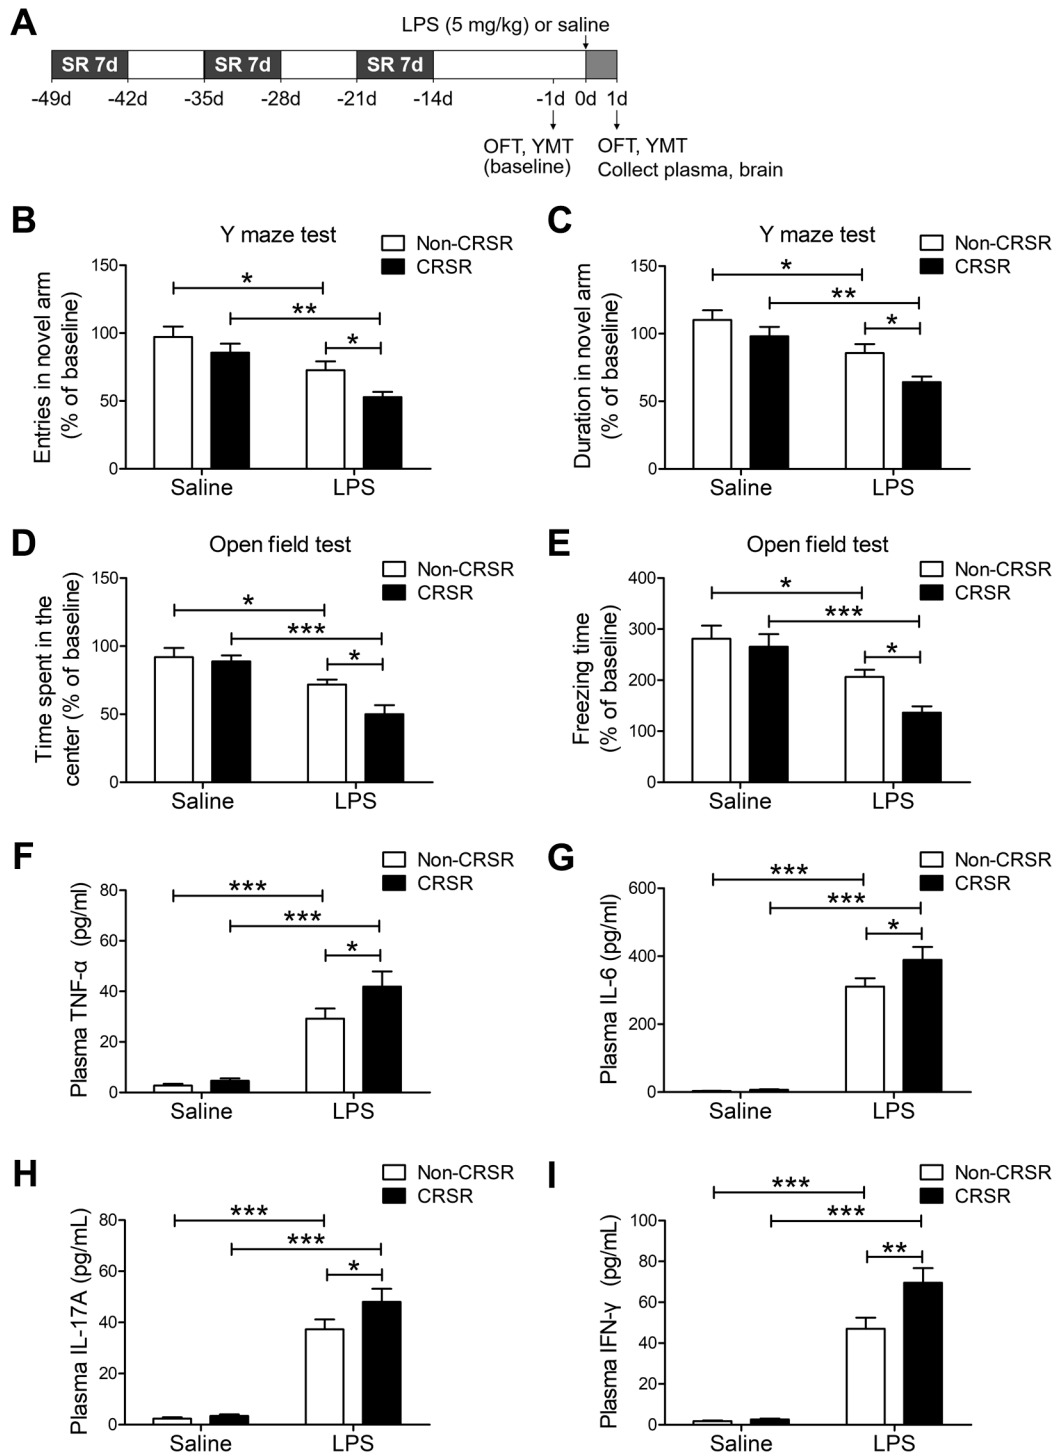 A
LPS (5 mg/kg) or saline
SR 7d SR 7d SR 7d
-49d -42d -35d -28d -21d -14d -1d 0d 1d
OFT, YMT
(baseline)
OFT, YMT
Collect plasma, brain
B
Y maze test
Non-CRSR
CRSR
Entries in novel arm
(% of baseline)
150
100
50
0
*
**
*
Saline LPS
C
Y maze test
Non-CRSR
CRSR
Duration in novel arm
(% of baseline)
150
100
50
0
*
**
*
Saline LPS
D
Open field test
Non-CRSR
CRSR
Time spent in the
center (% of baseline)
150
100
50
0
*
***
*
Saline LPS
E
Open field test
Non-CRSR
CRSR
Freezing time
(% of baseline)
400
300
200
100
0
*
***
*
Saline LPS
F
Non-CRSR
CRSR
Plasma TNF-α (pg/ml)
80
60
40
20
0
***
***
*
Saline LPS
G
Non-CRSR
CRSR
Plasma IL-6 (pg/ml)
600
400
200
0
***
***
*
Saline LPS
H
Non-CRSR
CRSR
Plasma IL-17A (pg/mL)
80
60
40
20
0
***
***
*
Saline LPS
I
Non-CRSR
CRSR
Plasma IFN-γ (pg/mL)
100
80
60
40
20
0
***
***
**
Saline LPS